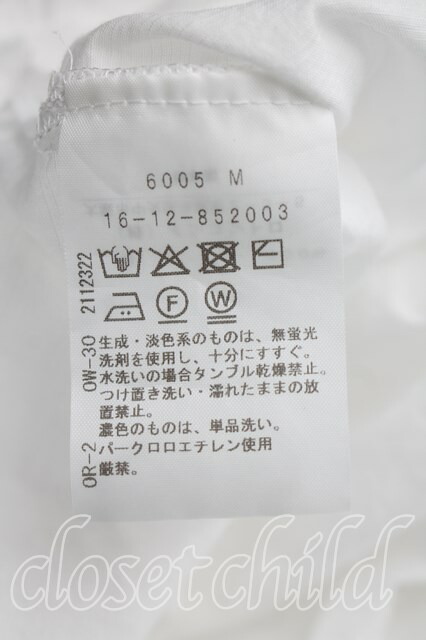 6005 M
16-12-852003
2112322
F
W
OW-30
生成・淡色系のものは、無蛍光
洗剤を使用し、十分にすすぐ。
水洗いの場合タンブル乾燥禁止。
つけ置き洗い・濡れたままの放
置禁止。
濃色のものは、単品洗い。
OR-2
パークロロエチレン使用
厳禁。
closet child